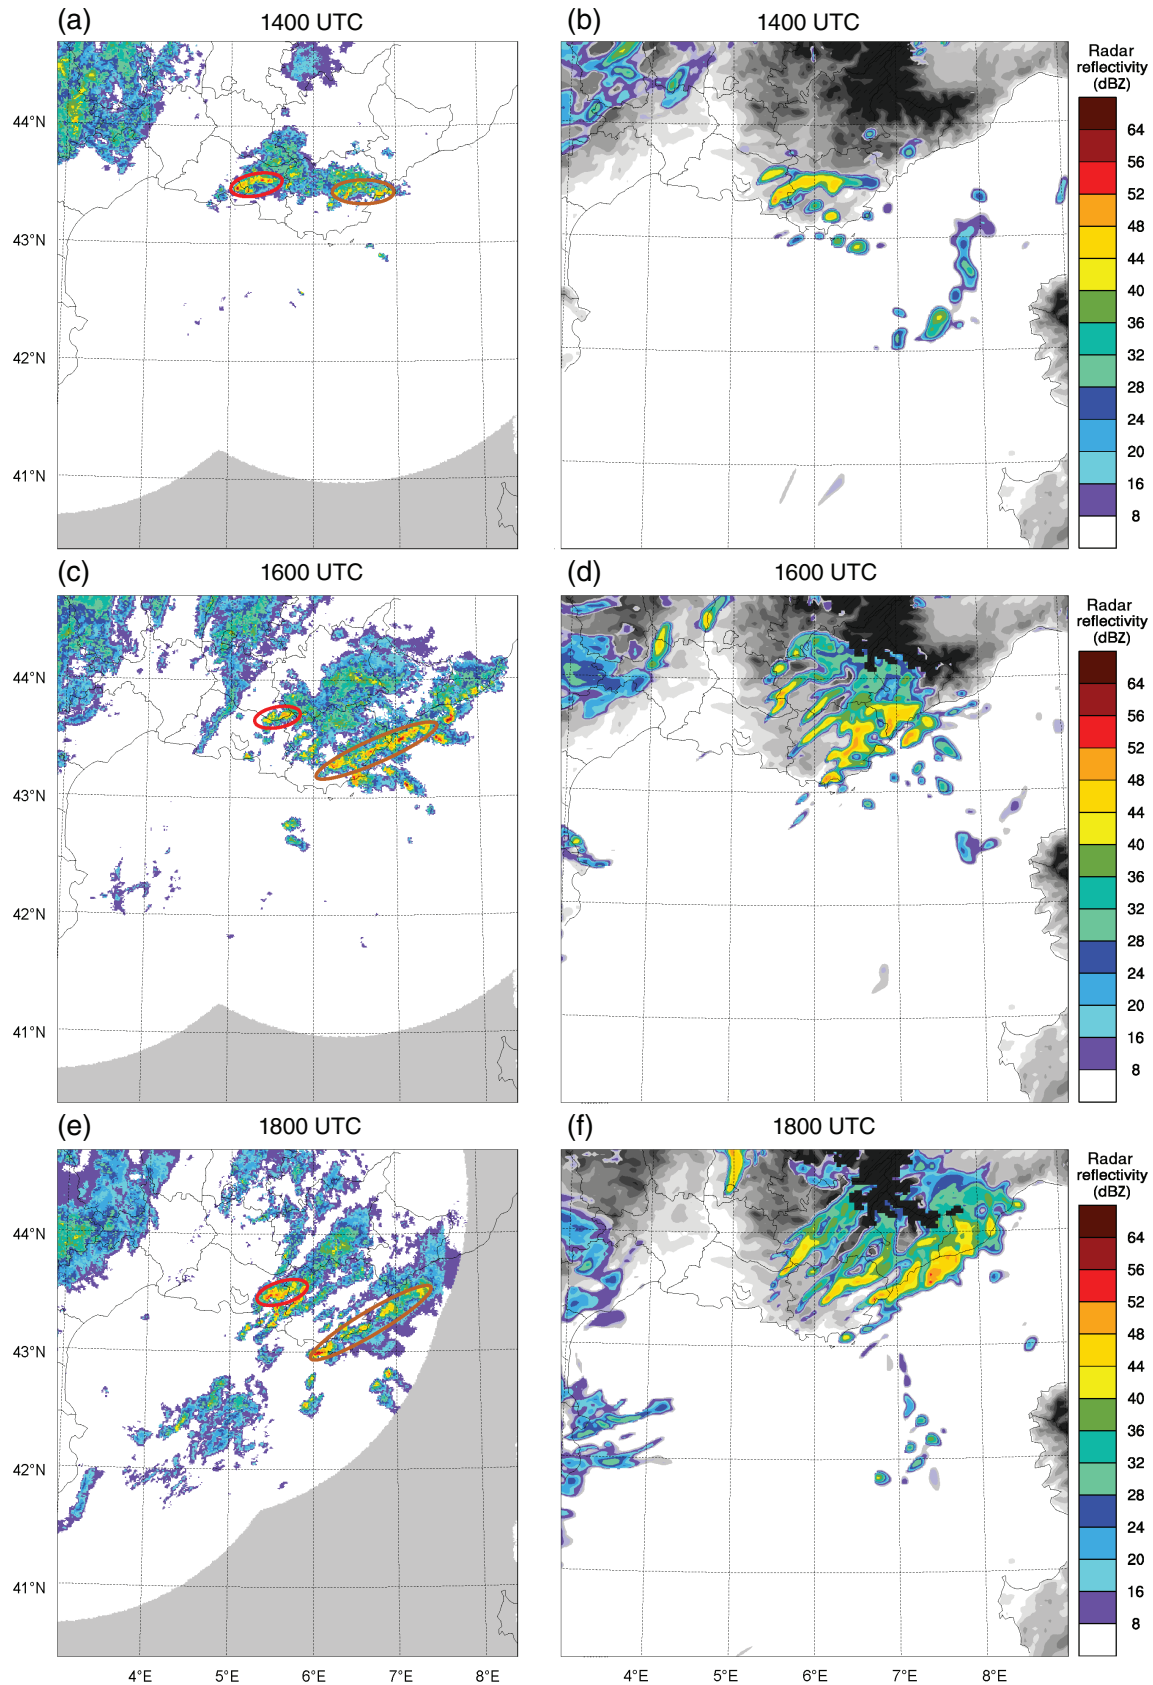 (a) 1400 UTC
(b) 1400 UTC
Radar
reflectivity
(dBZ)
44°N
43°N
42°N
41°N
64
56
52
48
44
40
36
32
28
24
20
16
8
(c) 1600 UTC
(d) 1600 UTC
Radar
reflectivity
(dBZ)
44°N
43°N
42°N
41°N
64
56
52
48
44
40
36
32
28
24
20
16
8
(e) 1800 UTC
(f) 1800 UTC
Radar
reflectivity
(dBZ)
44°N
43°N
42°N
41°N
64
56
52
48
44
40
36
32
28
24
20
16
8
4°E 5°E 6°E 7°E 8°E
4°E 5°E 6°E 7°E 8°E